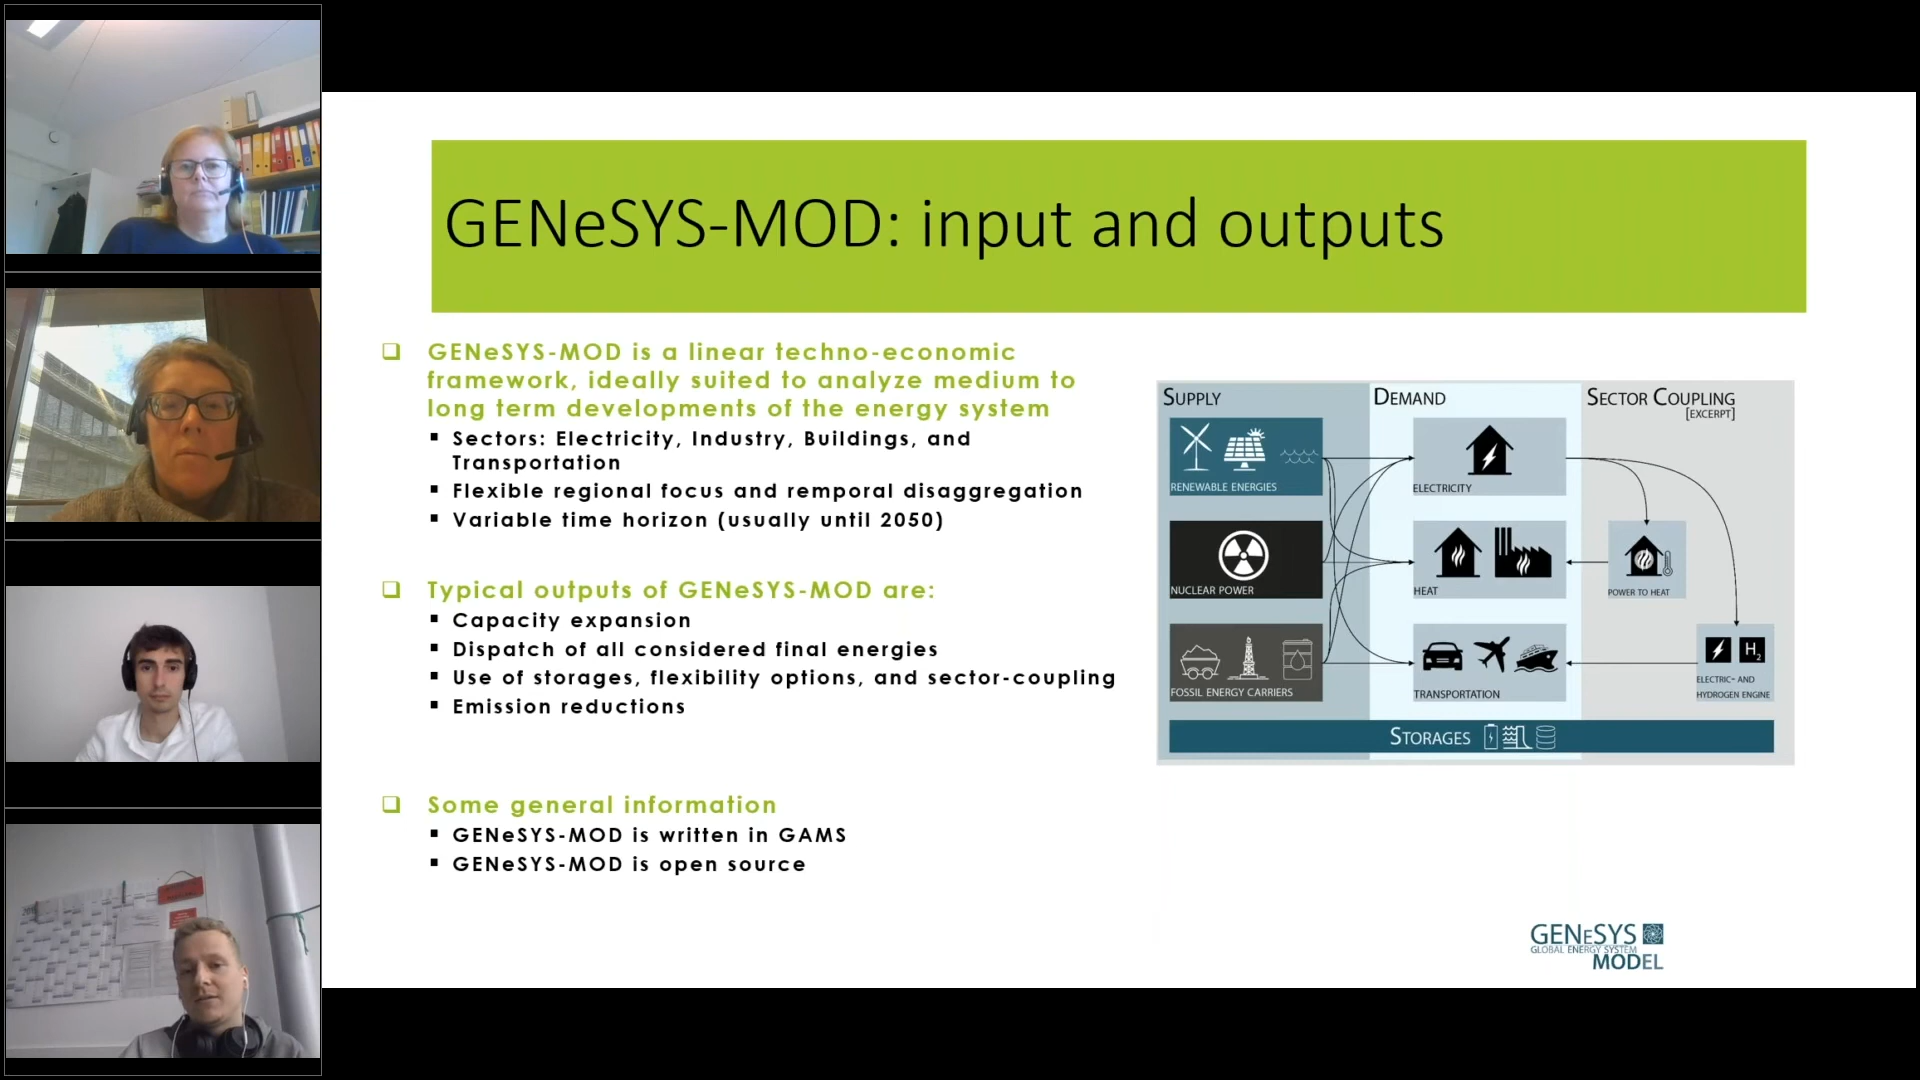 GENeSYS-MOD: input and outputs
❑ GENeSYS-MOD is a linear techno-economic
framework, ideally suited to analyze medium to
long term developments of the energy system
▪ Sectors: Electricity, Industry, Buildings, and
Transportation
▪ Flexible regional focus and remporal disaggregation
▪ Variable time horizon (usually until 2050)
❑ Typical outputs of GENeSYS-MOD are:
▪ Capacity expansion
▪ Dispatch of all considered final energies
▪ Use of storages, flexibility options, and sector-coupling
▪ Emission reductions
❑ Some general information
▪ GENeSYS-MOD is written in GAMS
▪ GENeSYS-MOD is open source
SUPPLY
DEMAND
SECTOR COUPLING
[EXCERPT]
RENEWABLE ENERGIES
ELECTRICITY
NUCLEAR POWER
HEAT
POWER TO HEAT
FOSSIL ENERGY CARRIERS
TRANSPORTATION
H2
ELECTRIC- AND
HYDROGEN ENGINE
STORAGES
GENeSYS
GLOBAL ENERGY SYSTEM
MODEL